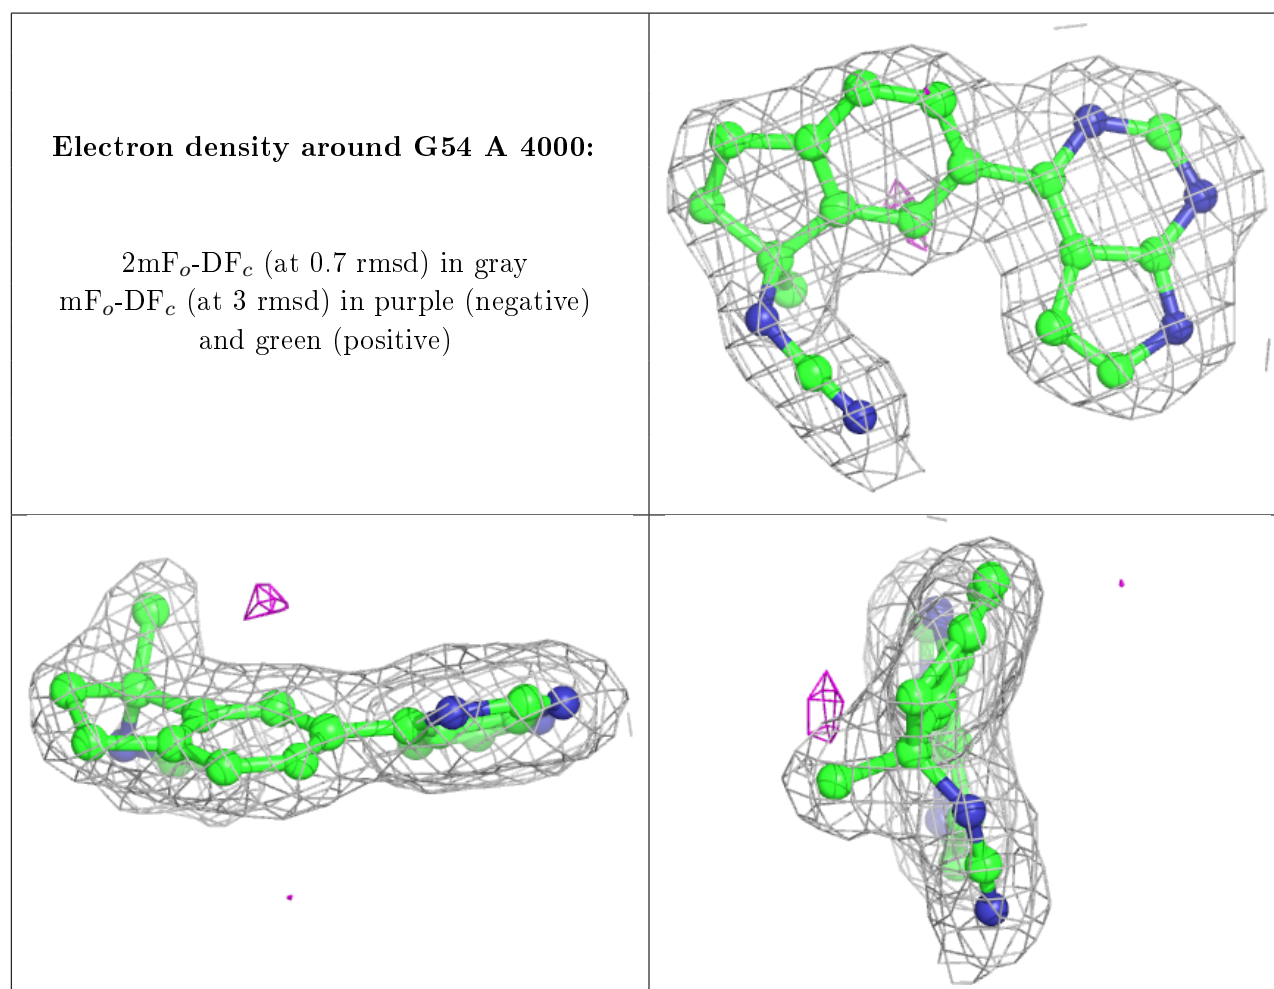 Electron density around G54 A 4000:
2mFo-DFc (at 0.7 rmsd) in gray
mFo-DFc (at 3 rmsd) in purple (negative)
and green (positive)